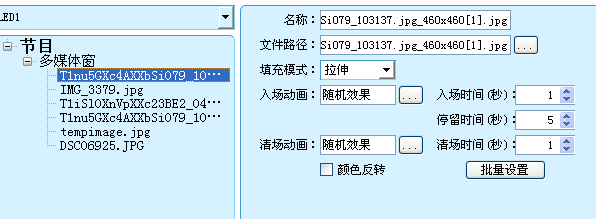 LED1
节目
多媒体窗
T1nu5GXc4AXXbSi079_10···
IMG_3379.jpg
T1iSl0XnVpXXc23BE2_04···
T1nu5GXc4AXXbSi079_10···
tempimage.jpg
DSC06925.JPG
名称: Si079_103137.jpg_460x460[1].jpg
文件路径: Si079_103137.jpg_460x460[1].jpg ...
填充模式: 拉伸
入场动画: 随机效果 ... 入场时间(秒): 1
停留时间(秒): 5
清场动画: 随机效果 ... 清场时间(秒): 1
颜色反转 批量设置